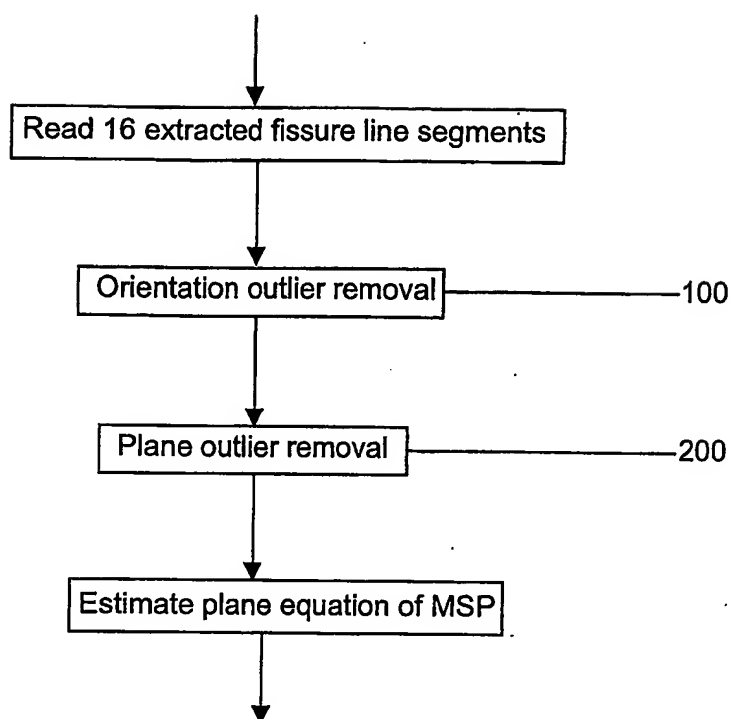 Read 16 extracted fissure line segments
Orientation outlier removal
100
Plane outlier removal
200
Estimate plane equation of MSP